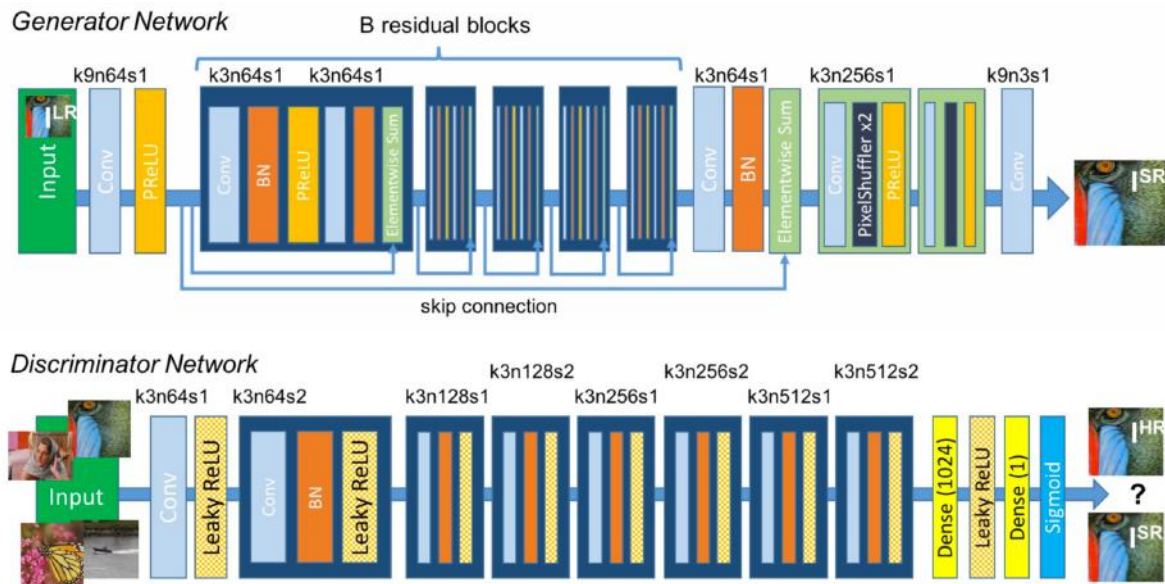 Generator Network
B residual blocks
k9n64s1
k3n64s1
k3n64s1
k3n64s1
k3n256s1
k9n3s1
I^LR
Input
Conv
PReLU
Conv
BN
PReLU
Elementwise Sum
Conv
BN
Elementwise Sum
Conv
PixelShuffler x2
PReLU
Conv
I^SR
skip connection
Discriminator Network
k3n64s1
k3n64s2
k3n128s1
k3n128s2
k3n256s1
k3n256s2
k3n512s1
k3n512s2
Input
Conv
Leaky ReLU
Conv
BN
Leaky ReLU
Dense (1024)
Leaky ReLU
Dense (1)
Sigmoid
I^HR
?
I^SR